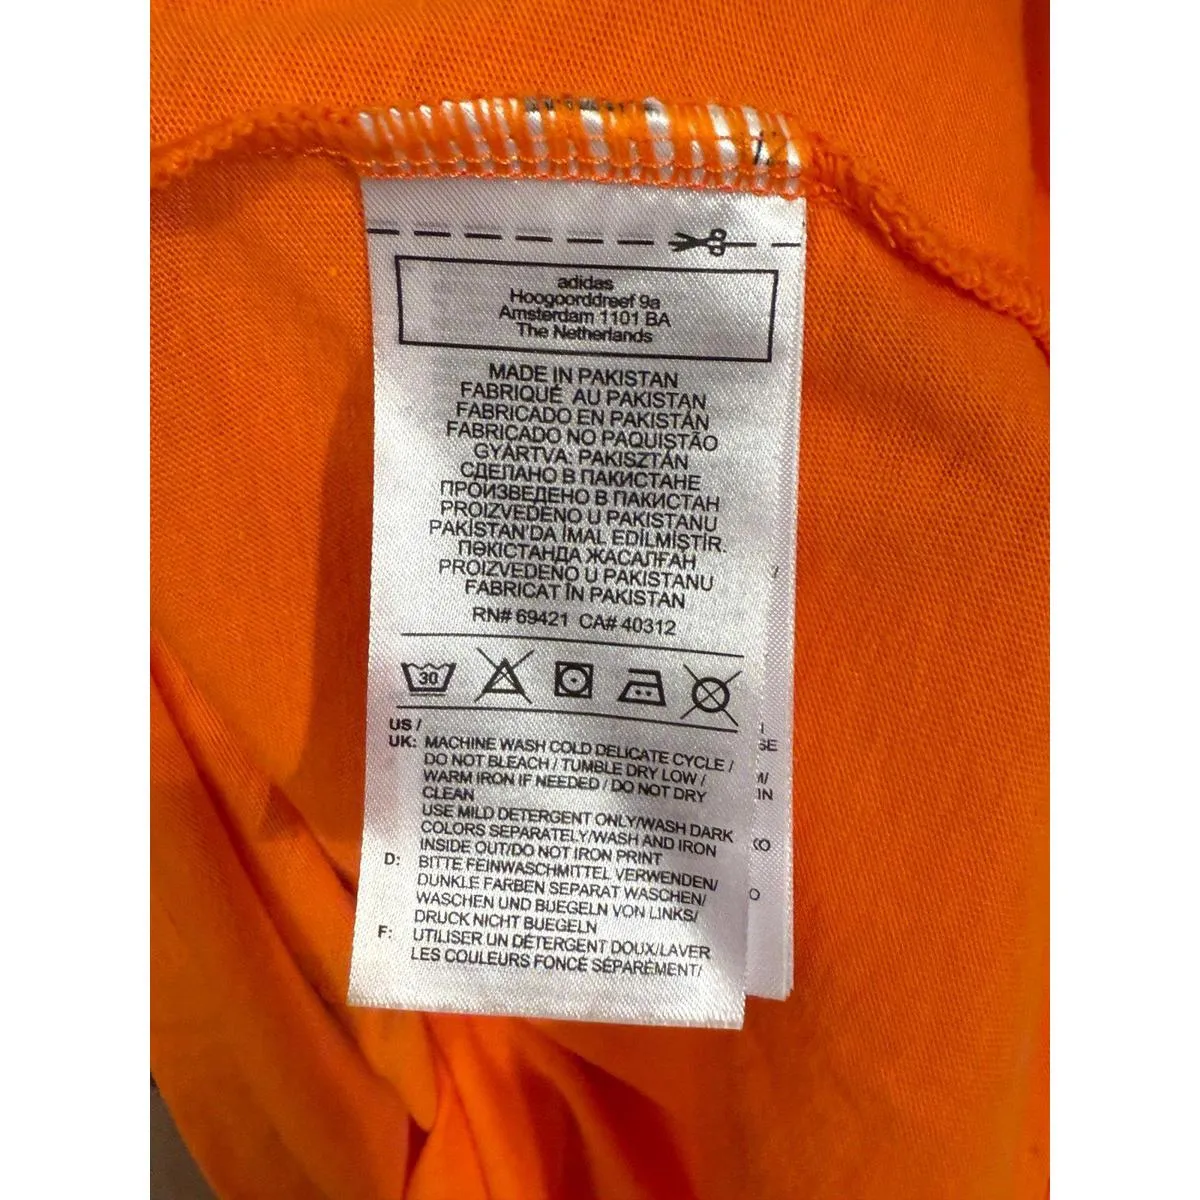 adidas
Hoogoorddreef 9a
Amsterdam 1101 BA
The Netherlands
MADE IN PAKISTAN
FABRIQUÉ AU PAKISTAN
FABRICADO EN PAKISTÁN
FABRICADO NO PAQUISTÃO
GYÁRTVA: PAKISZTÁN
СДЕЛАНО В ПАКИСТАНЕ
ПРОИЗВЕДЕНО В ПАКИСТАН
PROIZVEDENO U PAKISTANU
PAKİSTAN'DA İMAL EDİLMİŞTİR.
ПӘКІСТАНДА ЖАСАЛҒАН
PROIZVEDENO U PAKISTANU
FABRICAT ÎN PAKISTAN
RN# 69421 CA# 40312
30
US /
UK: MACHINE WASH COLD DELICATE CYCLE /
DO NOT BLEACH / TUMBLE DRY LOW /
WARM IRON IF NEEDED / DO NOT DRY
CLEAN
USE MILD DETERGENT ONLY/WASH DARK
COLORS SEPARATELY/WASH AND IRON
INSIDE OUT/DO NOT IRON PRINT
D: BITTE FEINWASCHMITTEL VERWENDEN/
DUNKLE FARBEN SEPARAT WASCHEN/
WASCHEN UND BUEGELN VON LINKS/
DRUCK NICHT BUEGELN
F: UTILISER UN DÉTERGENT DOUX/LAVER
LES COULEURS FONCÉ SÉPARÉMENT/